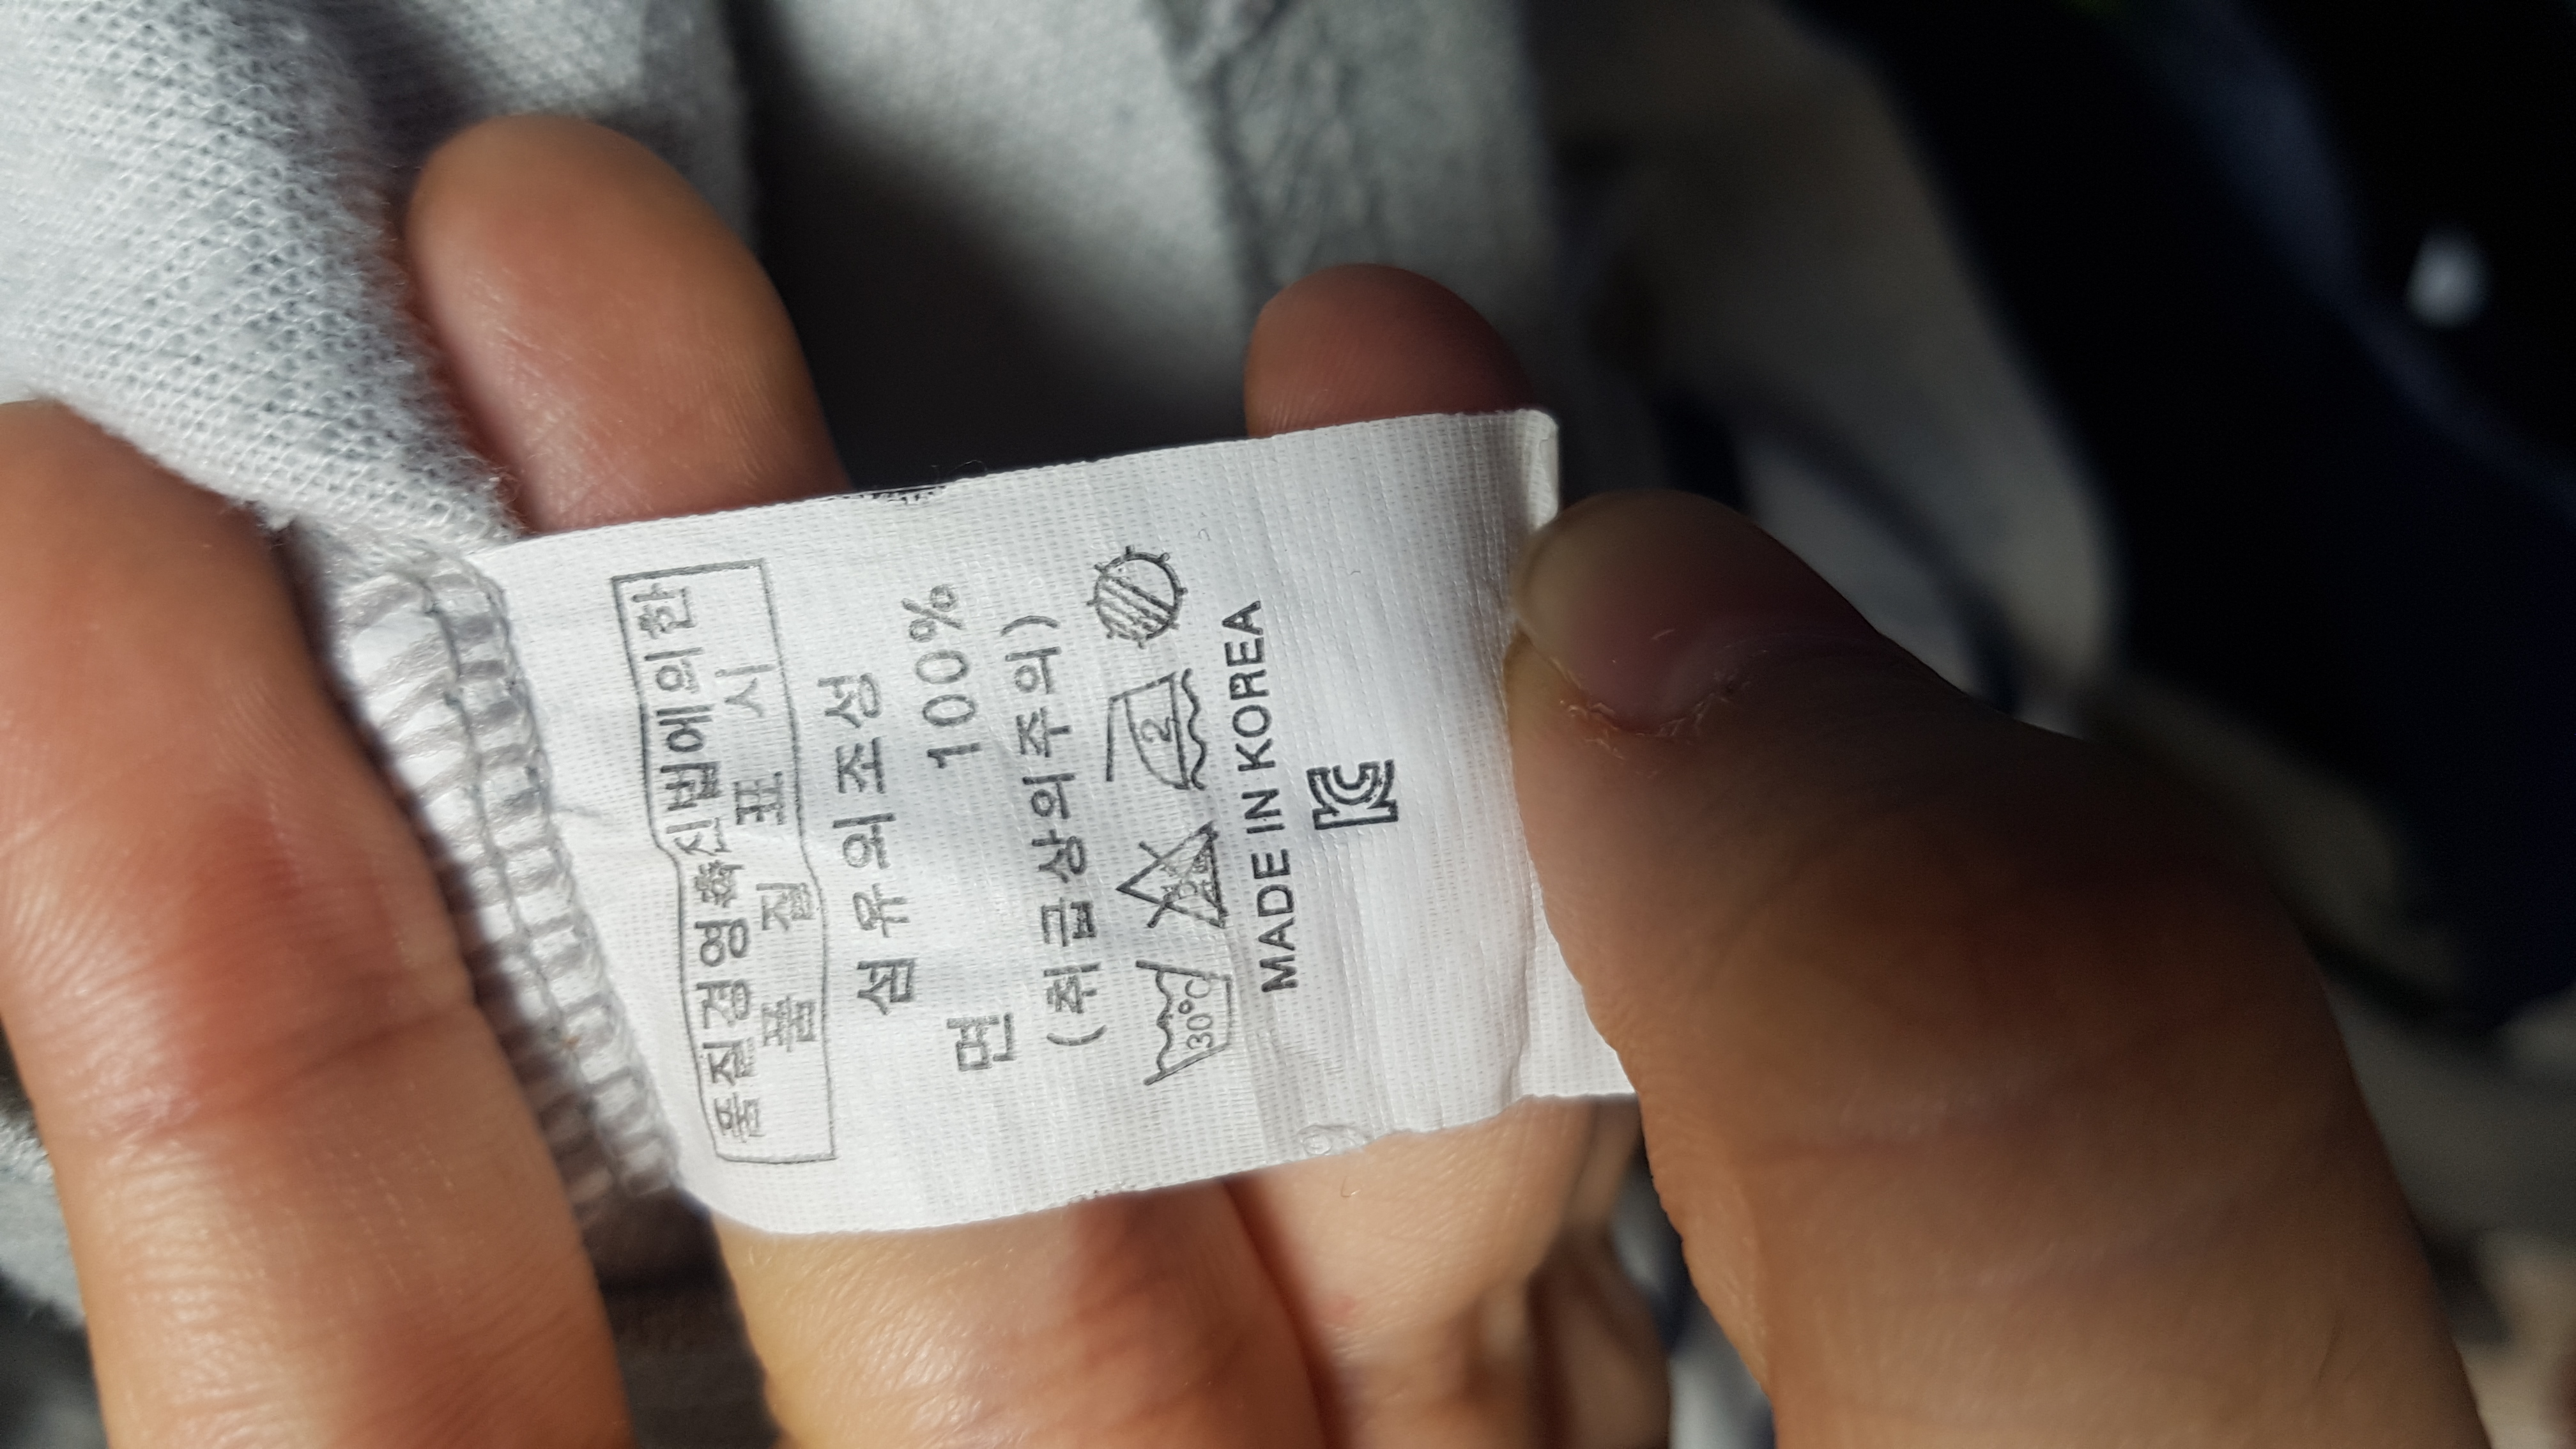 품질경영촉진법에의한
품 질 표 시
섬유의조성
면 100%
(취급상의주의)
30°C 2
MADE IN KOREA
KC